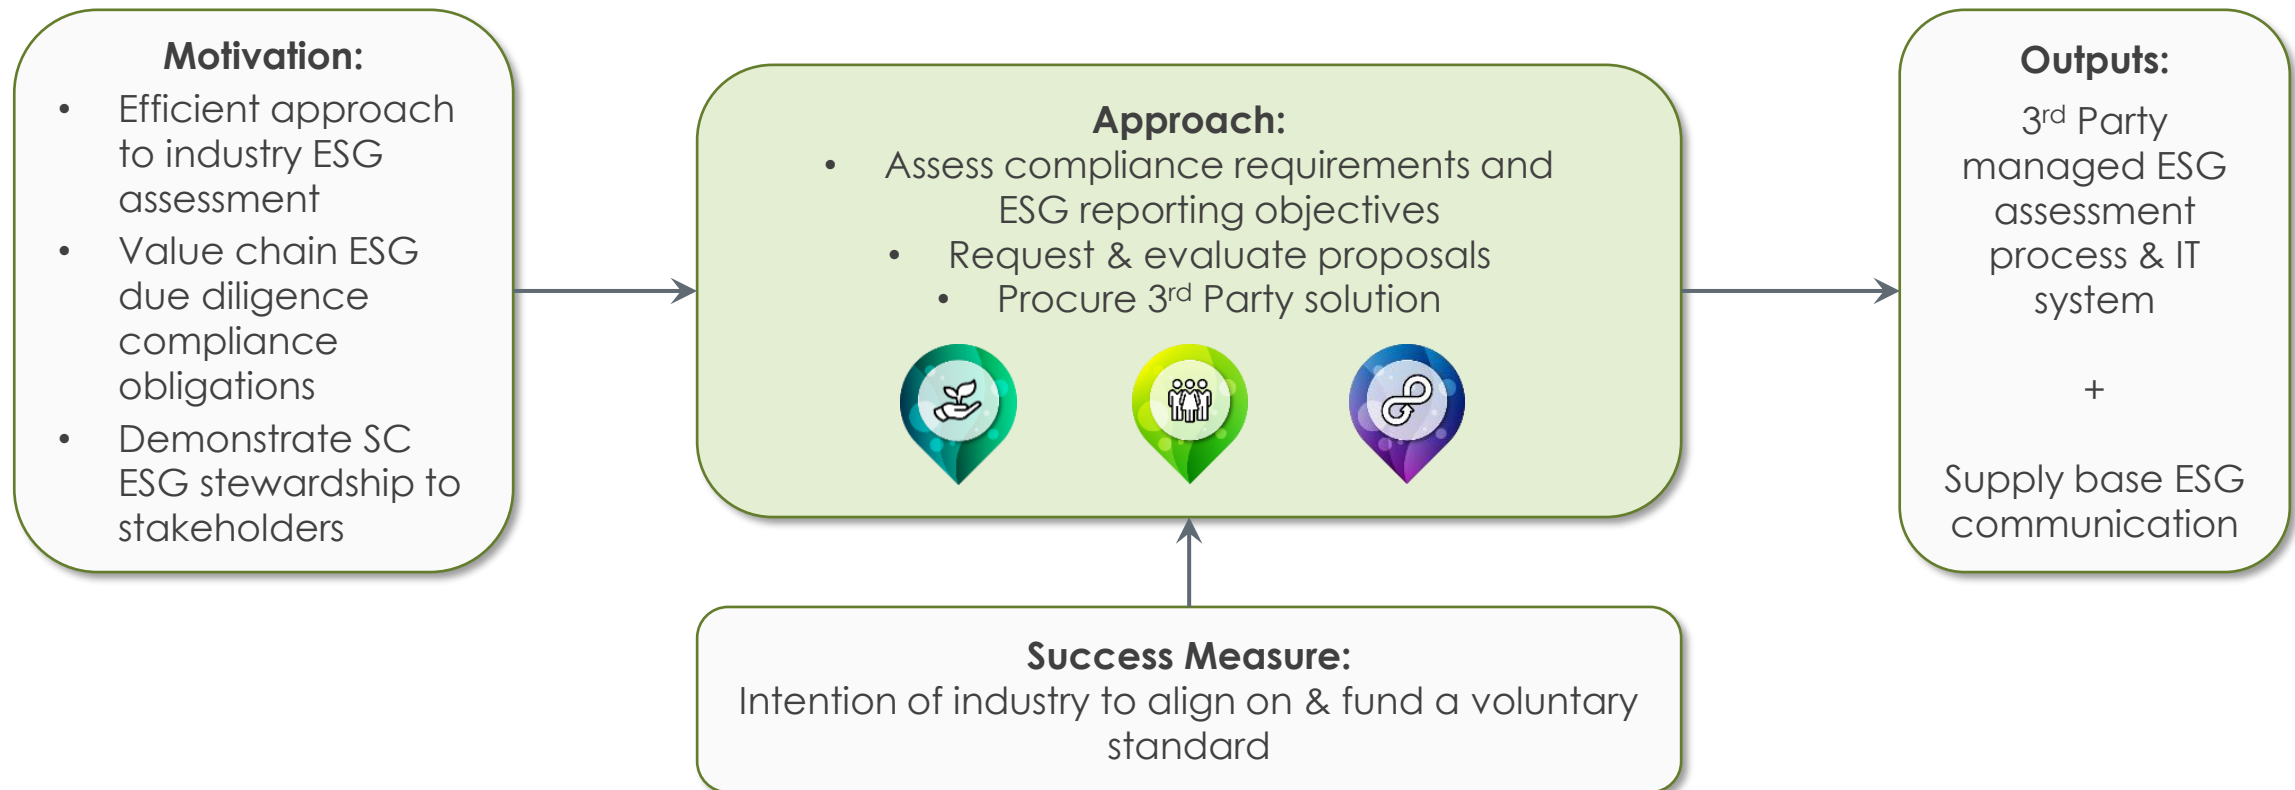 Motivation:
• Efficient approach
to industry ESG
assessment
• Value chain ESG
due diligence
compliance
obligations
• Demonstrate SC
ESG stewardship to
stakeholders
Approach:
• Assess compliance requirements and
ESG reporting objectives
• Request & evaluate proposals
• Procure 3rd Party solution
Success Measure:
Intention of industry to align on & fund a voluntary
standard
Outputs:
3rd Party
managed ESG
assessment
process & IT
system
+
Supply base ESG
communication